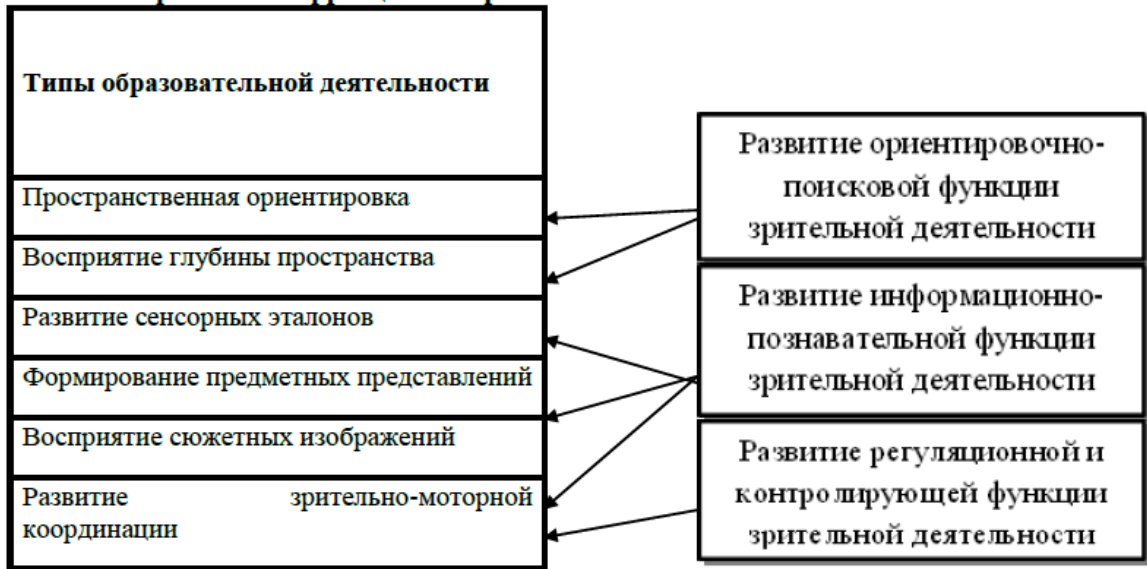 Типы образовательной деятельности
Пространственная ориентировка
Восприятие глубины пространства
Развитие сенсорных эталонов
Формирование предметных представлений
Восприятие сюжетных изображений
Развитие зрительно-моторной
координации
Развитие ориентировочно-
поисковой функции
зрительной деятельности
Развитие информационно-
познавательной функции
зрительной деятельности
Развитие регуляционной и
контролирующей функции
зрительной деятельности